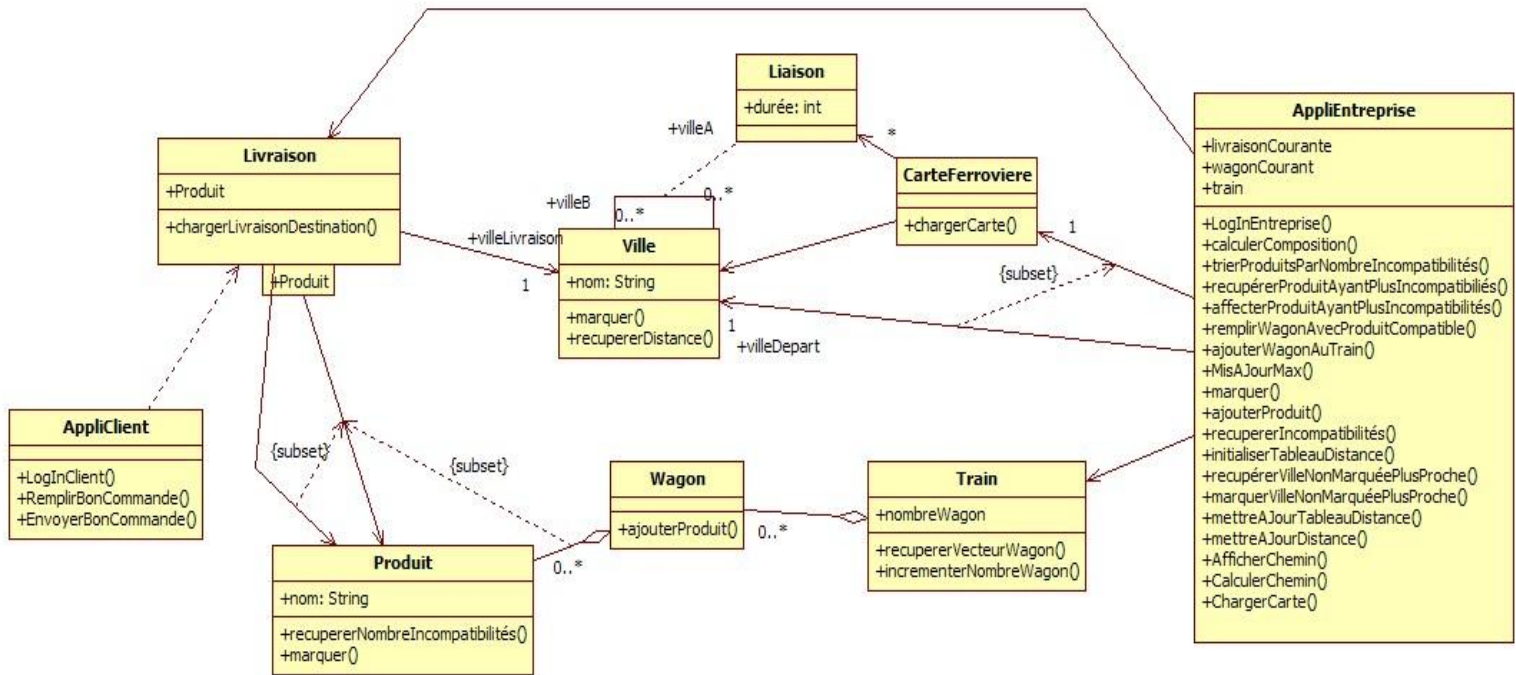 Liaison
+durée: int
+villeA
*
0..*
+villeB
0..*
Livraison
+Produit
+chargerLivraisonDestination()
+Produit
+villeLivraison
1
Ville
+nom: String
+marquer()
+recupererDistance()
1
+villeDepart
CarteFerroviere
+chargerCarte()
1
{subset}
AppliEntreprise
+livraisonCourante
+wagonCourant
+train
+LogInEntreprise()
+calculerComposition()
+trierProduitsParNombreIncompatibilités()
+recupérerProduitAyantPlusIncompatibiliés()
+affecterProduitAyantPlusIncompatibilités()
+remplirWagonAvecProduitCompatible()
+ajouterWagonAuTrain()
+MisAJourMax()
+marquer()
+ajouterProduit()
+recupererIncompatibilités()
+initialiserTableauDistance()
+recupérerVilleNonMarquéePlusProche()
+marquerVilleNonMarquéePlusProche()
+mettreAJourTableauDistance()
+mettreAJourDistance()
+AfficherChemin()
+CalculerChemin()
+ChargerCarte()
AppliClient
+LogInClient()
+RemplirBonCommande()
+EnvoyerBonCommande()
{subset}
{subset}
Wagon
+ajouterProduit()
0..*
0..*
Train
+nombreWagon
+recupererVecteurWagon()
+incrementerNombreWagon()
Produit
+nom: String
+recupererNombreIncompatibilités()
+marquer()